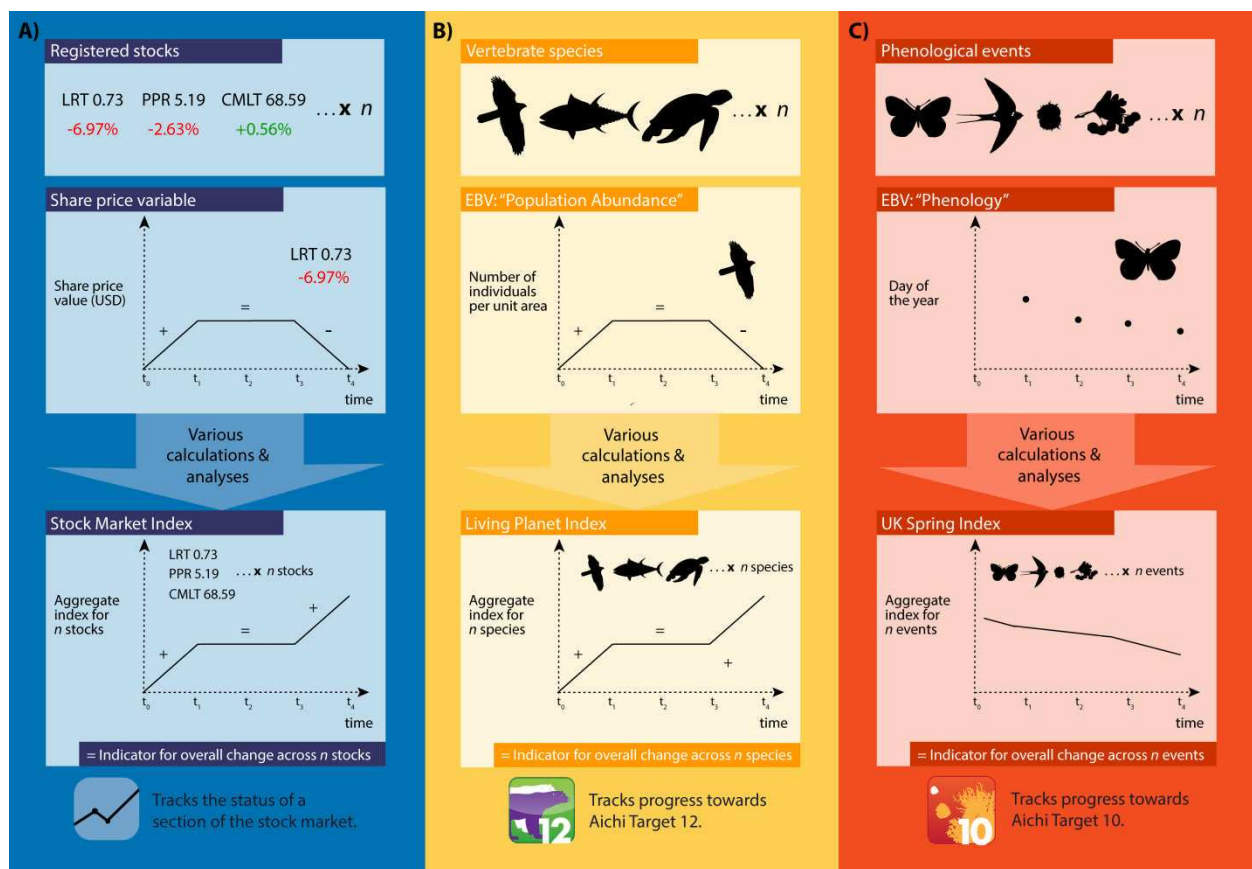 A)
Registered stocks
LRT 0.73 PPR 5.19 CMLT 68.59 ...x n
-6.97% -2.63% +0.56%
Share price variable
LRT 0.73
-6.97%
Share price
value (USD)
+ = -
t0 t1 t2 t3 t4
time
Various
calculations &
analyses
Stock Market Index
LRT 0.73
PPR 5.19 ...x n stocks
CMLT 68.59
Aggregate
index for
n stocks
+ = +
t0 t1 t2 t3 t4
time
= Indicator for overall change across n stocks
Tracks the status of a
section of the stock market.
B)
Vertebrate species
...x n
EBV: "Population Abundance"
Number of
individuals
per unit area
+ = -
t0 t1 t2 t3 t4
time
Various
calculations &
analyses
Living Planet Index
...x n species
Aggregate
index for
n species
+ = +
t0 t1 t2 t3 t4
time
= Indicator for overall change across n species
12
Tracks progress towards
Aichi Target 12.
C)
Phenological events
...x n
EBV: "Phenology"
Day of
the year
t0 t1 t2 t3 t4
time
Various
calculations &
analyses
UK Spring Index
...x n events
Aggregate
index for
n events
t0 t1 t2 t3 t4
time
= Indicator for overall change across n events
10
Tracks progress towards
Aichi Target 10.